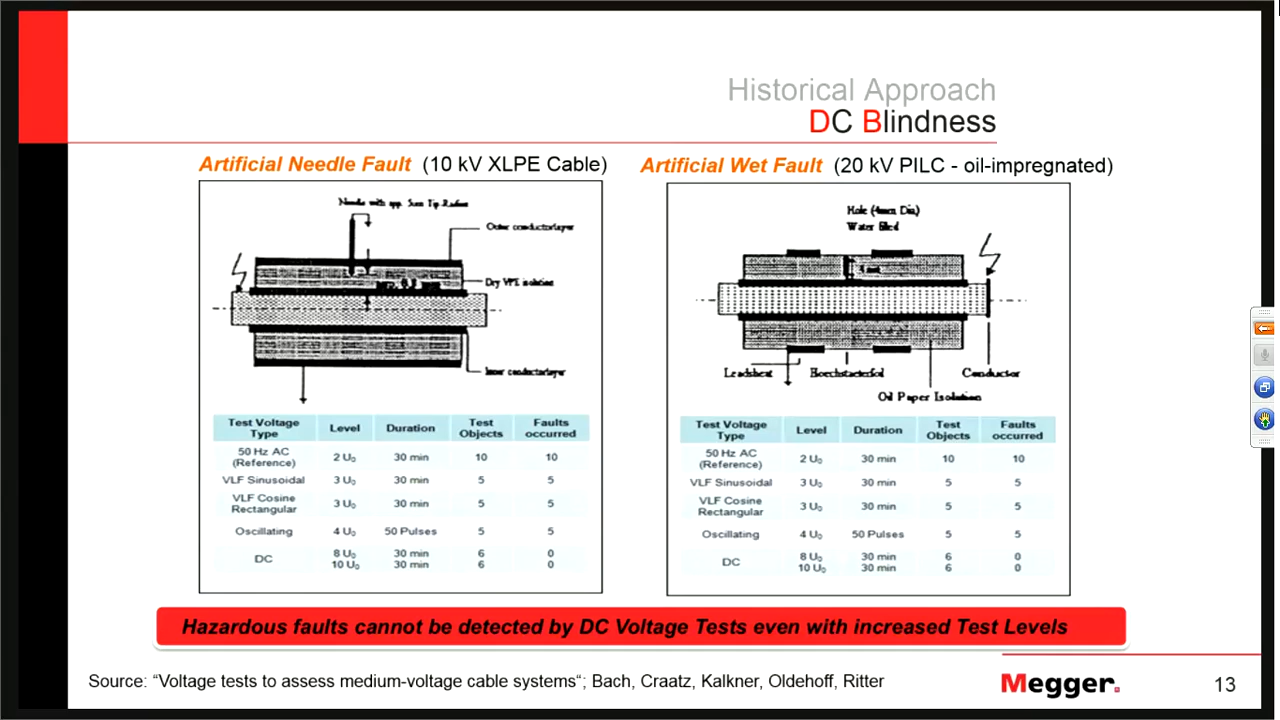 Historical Approach
DC Blindness
Artificial Needle Fault (10 kV XLPE Cable)
Needle with app. 5um Tip Radius
Outer conductorlayer
Dry VPE isolation
Inner conductorlayer
Test Voltage Type Level Duration Test Objects Faults occurred
50 Hz AC (Reference) 2 U₀ 30 min 10 10
VLF Sinusoidal 3 U₀ 30 min 5 5
VLF Cosine Rectangular 3 U₀ 30 min 5 5
Oscillating 4 U₀ 50 Pulses 5 5
DC 8 U₀ 30 min 6 0
10 U₀ 30 min 6 0
Artificial Wet Fault (20 kV PILC - oil-impregnated)
Hole (4mm Dia)
Water filled
Leadsheat Hoechstaeterfol Conductor
Oil Paper Isolation
Test Voltage Type Level Duration Test Objects Faults occurred
50 Hz AC (Reference) 2 U₀ 30 min 10 10
VLF Sinusoidal 3 U₀ 30 min 5 5
VLF Cosine Rectangular 3 U₀ 30 min 5 5
Oscillating 4 U₀ 50 Pulses 5 5
DC 8 U₀ 30 min 6 0
10 U₀ 30 min 6 0
Hazardous faults cannot be detected by DC Voltage Tests even with increased Test Levels
Source: “Voltage tests to assess medium-voltage cable systems“; Bach, Craatz, Kalkner, Oldehoff, Ritter
Megger.
13